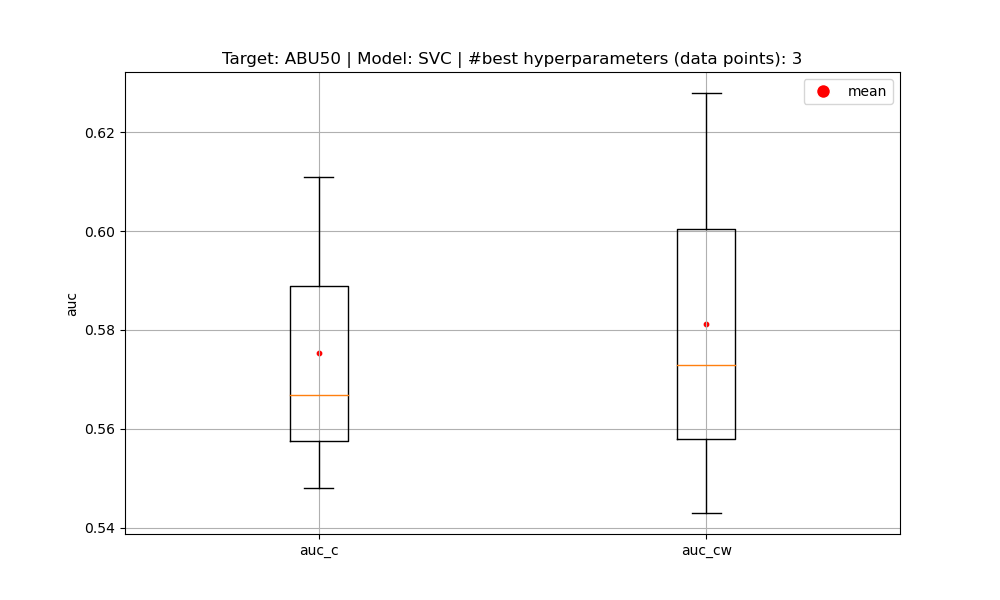 Target: ABU50 | Model: SVC | #best hyperparameters (data points): 3
mean
0.62
0.60
0.58
0.56
0.54
auc
auc_c
auc_cw